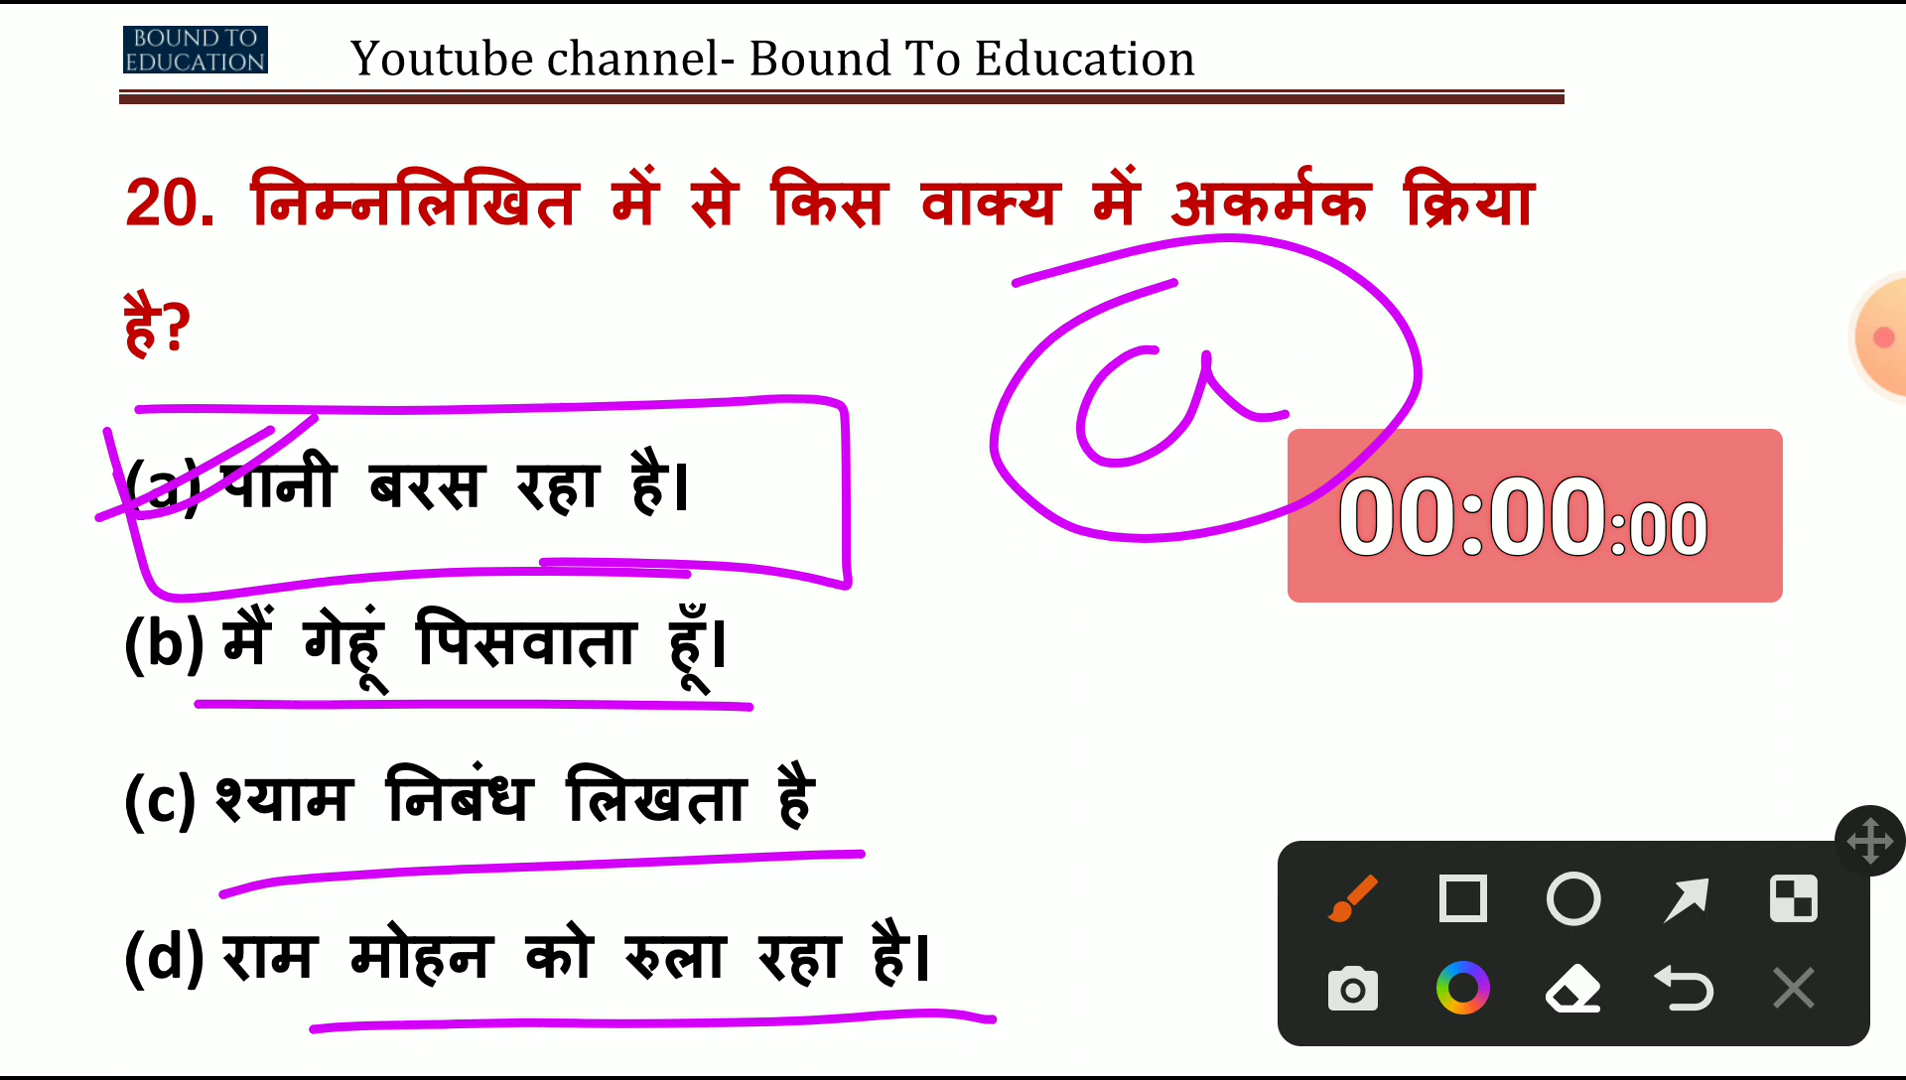 BOUND TO
EDUCATION
Youtube channel- Bound To Education
20. निम्नलिखित में से किस वाक्य में अकर्मक क्रिया
है?
a
(a) पानी बरस रहा है।
00:00:00
(b) मैं गेहूं पिसवाता हूँ।
(c) श्याम निबंध लिखता है
(d) राम मोहन को रुला रहा है।